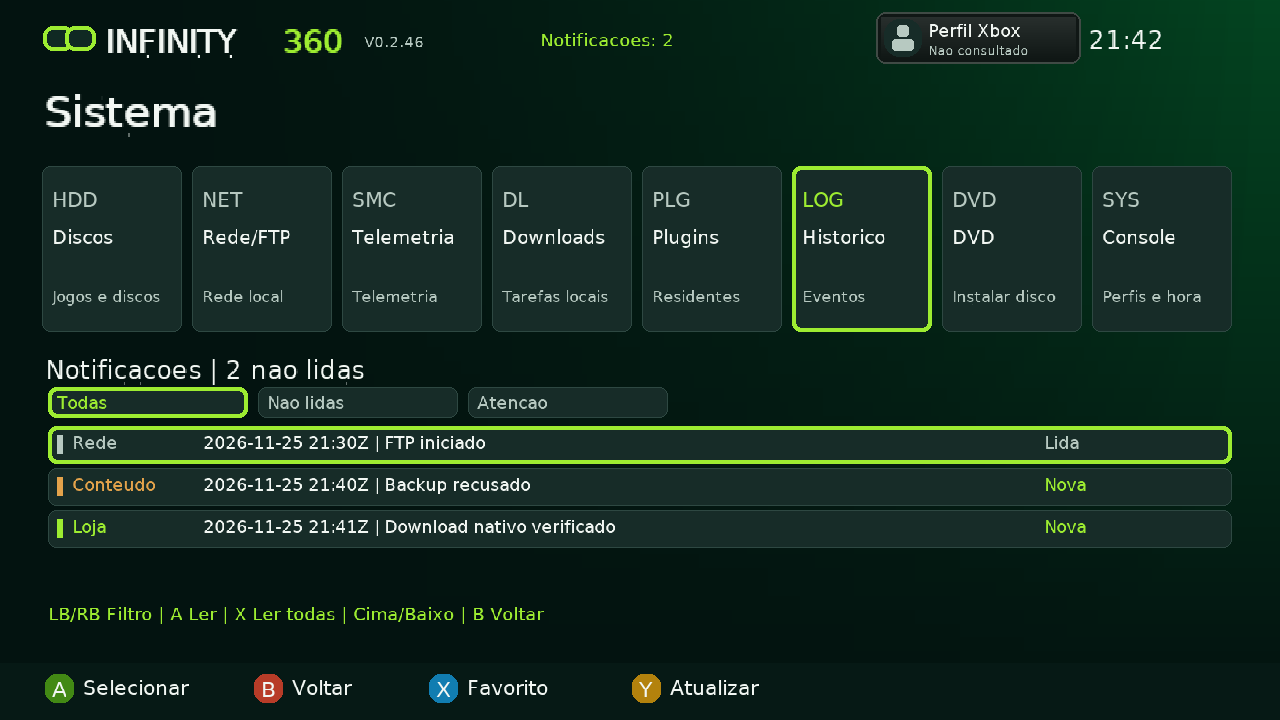 INFINITY 360 V0.2.46 Notificacoes: 2 Perfil Xbox 21:42
Nao consultado
Sistema
HDD NET SMC DL PLG LOG DVD SYS
Discos Rede/FTP Telemetria Downloads Plugins Historico DVD Console
Jogos e discos Rede local Telemetria Tarefas locais Residentes Eventos Instalar disco Perfis e hora
Notificacoes | 2 nao lidas
Todas Nao lidas Atencao
Rede 2026-11-25 21:30Z | FTP iniciado Lida
Conteudo 2026-11-25 21:40Z | Backup recusado Nova
Loja 2026-11-25 21:41Z | Download nativo verificado Nova
LB/RB Filtro | A Ler | X Ler todas | Cima/Baixo | B Voltar
A Selecionar B Voltar X Favorito Y Atualizar